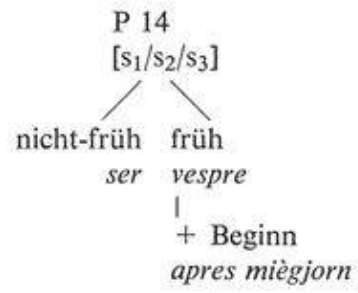 P 14
[s₁/s₂/s₃]
nicht-früh früh
ser vespre
+ Beginn
apres miègjorn